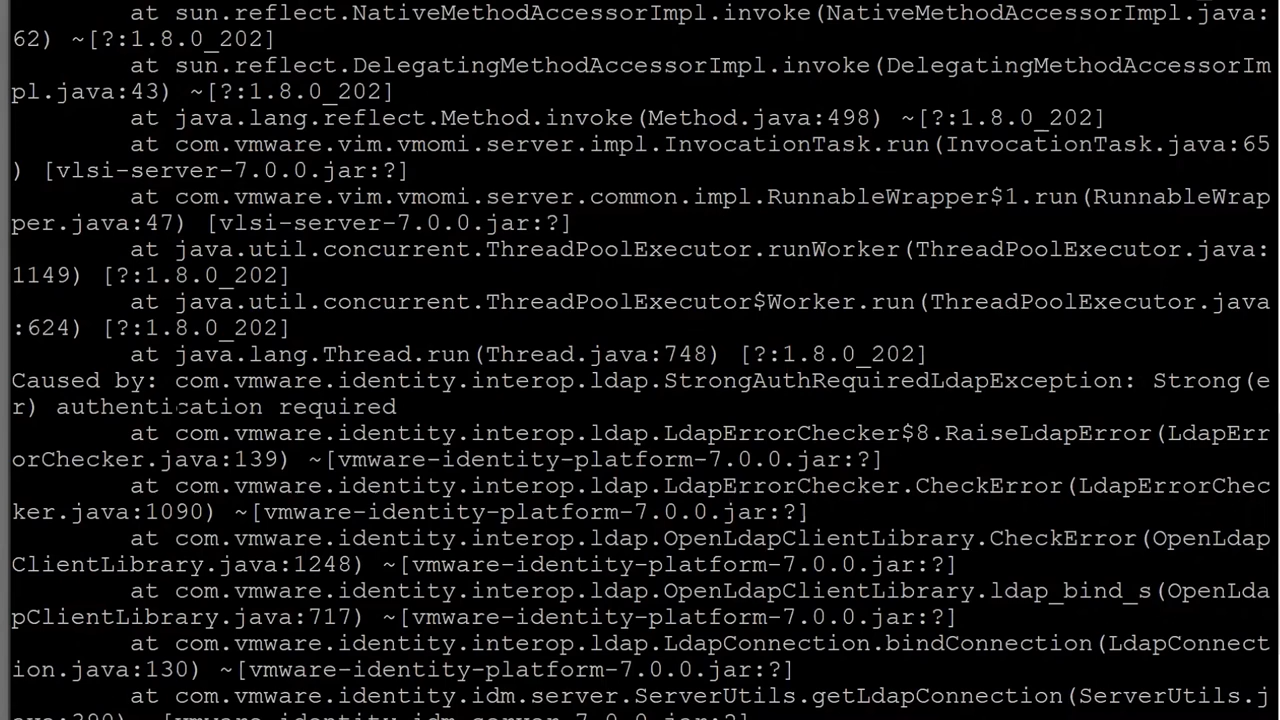 at sun.reflect.NativeMethodAccessorImpl.invoke(NativeMethodAccessorImpl.java:
62) ~[?:1.8.0_202]
        at sun.reflect.DelegatingMethodAccessorImpl.invoke(DelegatingMethodAccessorIm
pl.java:43) ~[?:1.8.0_202]
        at java.lang.reflect.Method.invoke(Method.java:498) ~[?:1.8.0_202]
        at com.vmware.vim.vmomi.server.impl.InvocationTask.run(InvocationTask.java:65
) [vlsi-server-7.0.0.jar:?]
        at com.vmware.vim.vmomi.server.common.impl.RunnableWrapper$1.run(RunnableWrap
per.java:47) [vlsi-server-7.0.0.jar:?]
        at java.util.concurrent.ThreadPoolExecutor.runWorker(ThreadPoolExecutor.java:
1149) [?:1.8.0_202]
        at java.util.concurrent.ThreadPoolExecutor$Worker.run(ThreadPoolExecutor.java
:624) [?:1.8.0_202]
        at java.lang.Thread.run(Thread.java:748) [?:1.8.0_202]
Caused by: com.vmware.identity.interop.ldap.StrongAuthRequiredLdapException: Strong(e
r) authentication required
        at com.vmware.identity.interop.ldap.LdapErrorChecker$8.RaiseLdapError(LdapErr
orChecker.java:139) ~[vmware-identity-platform-7.0.0.jar:?]
        at com.vmware.identity.interop.ldap.LdapErrorChecker.CheckError(LdapErrorChec
ker.java:1090) ~[vmware-identity-platform-7.0.0.jar:?]
        at com.vmware.identity.interop.ldap.OpenLdapClientLibrary.CheckError(OpenLdap
ClientLibrary.java:1248) ~[vmware-identity-platform-7.0.0.jar:?]
        at com.vmware.identity.interop.ldap.OpenLdapClientLibrary.ldap_bind_s(OpenLda
pClientLibrary.java:717) ~[vmware-identity-platform-7.0.0.jar:?]
        at com.vmware.identity.interop.ldap.LdapConnection.bindConnection(LdapConnect
ion.java:130) ~[vmware-identity-platform-7.0.0.jar:?]
        at com.vmware.identity.idm.server.ServerUtils.getLdapConnection(ServerUtils.j